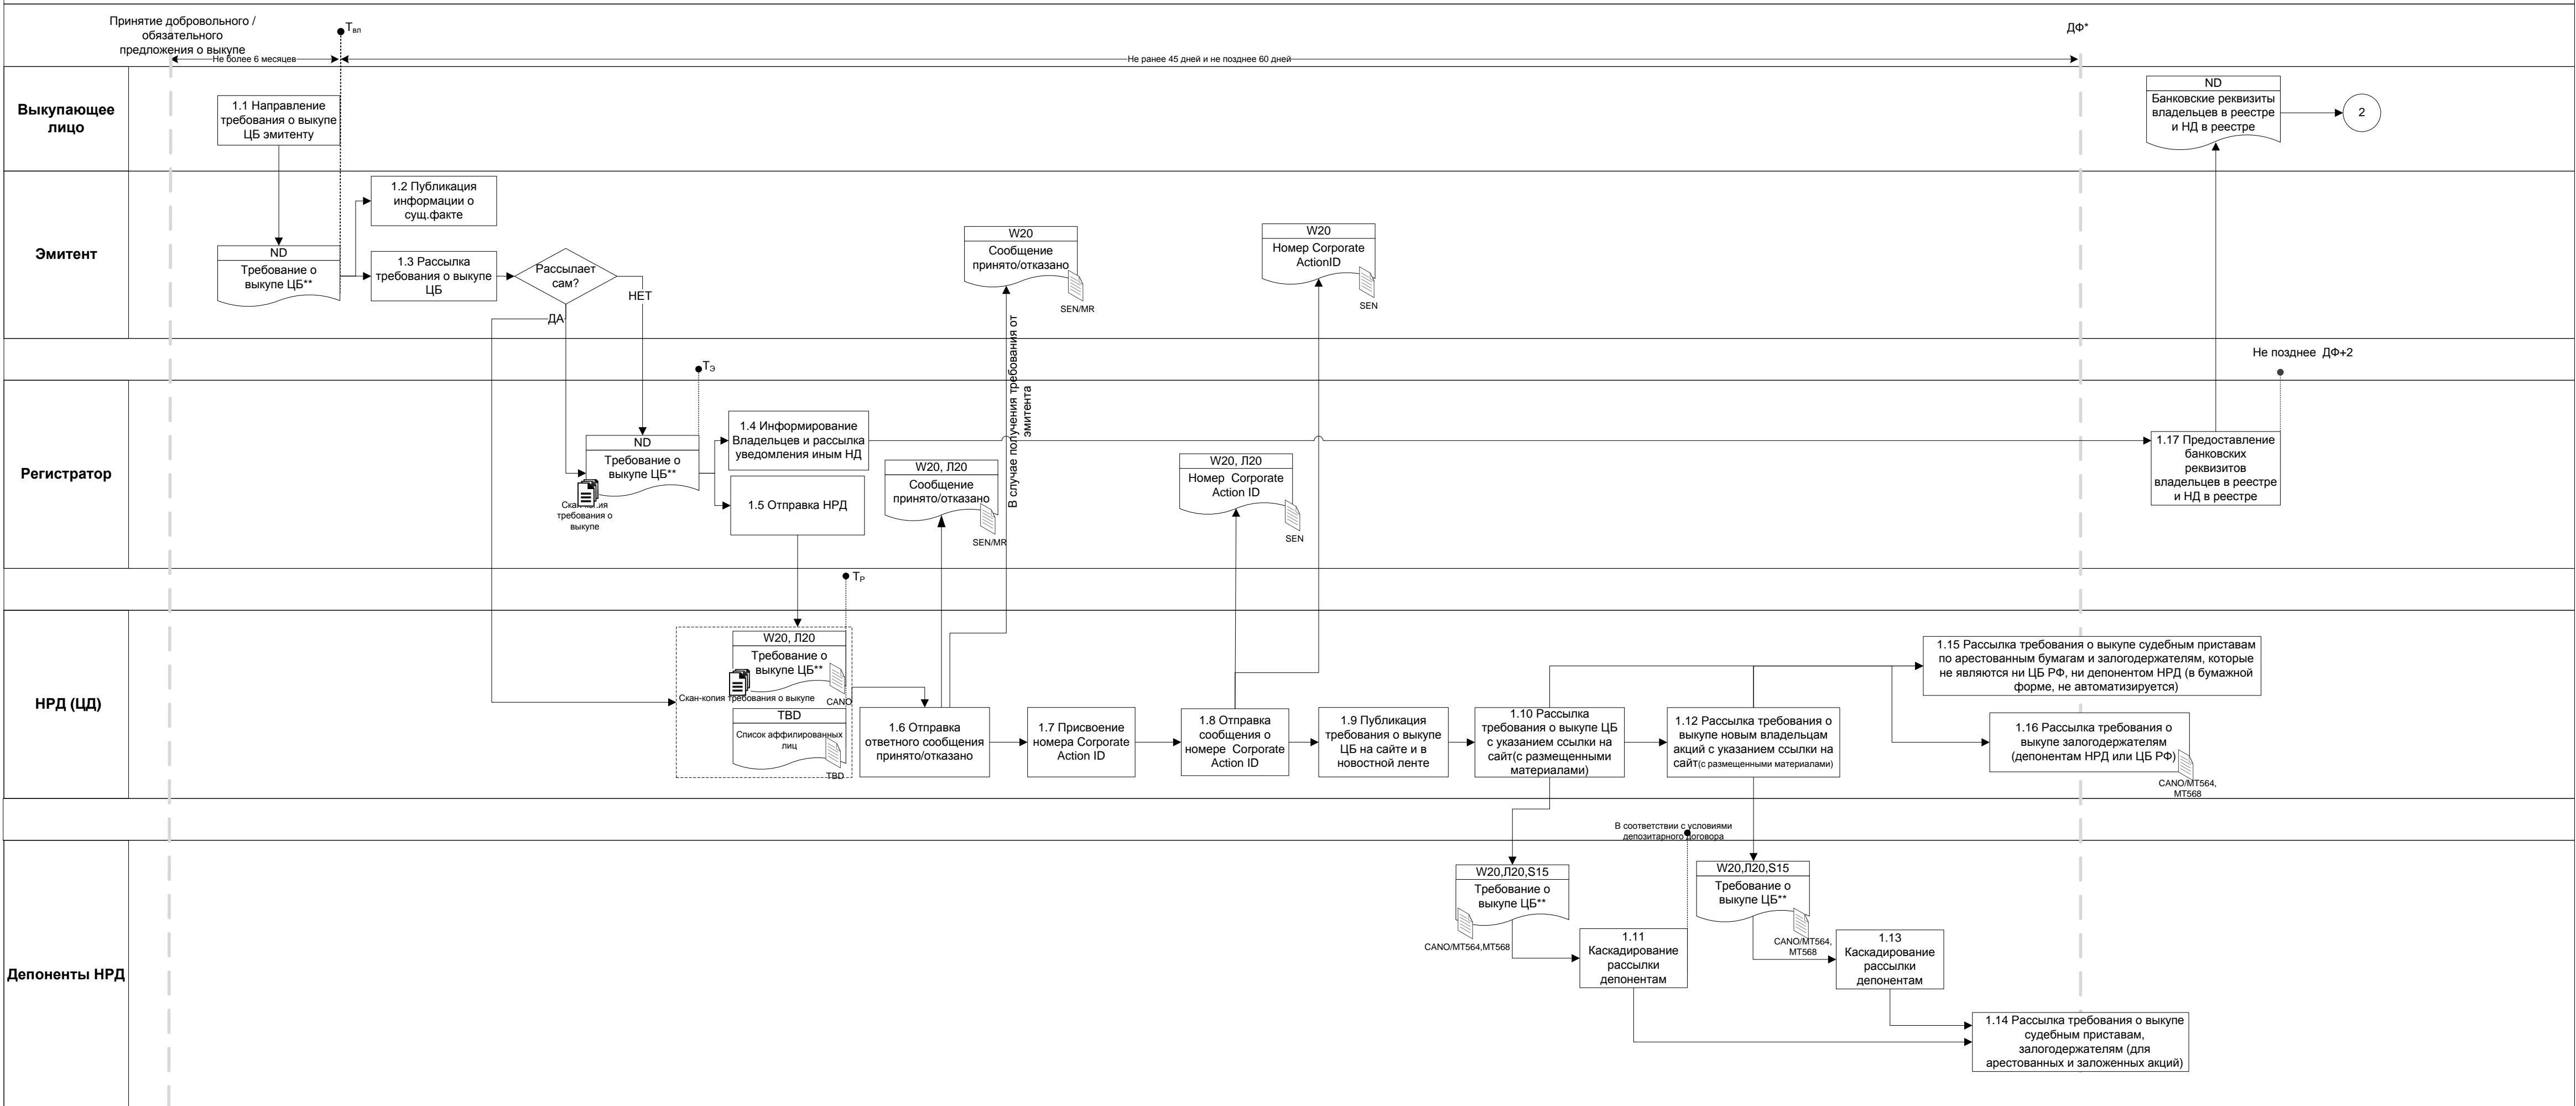 Принятие добровольного /
обязательного
предложения о выкупе
Tвп
ДФ*
Не более 6 месяцев
Не ранее 45 дней и не позднее 60 дней
Выкупающее
лицо
1.1 Направление
требования о выкупе
ЦБ эмитенту
ND
Банковские реквизиты
владельцев в реестре
и НД в реестре
2
Эмитент
ND
Требование о
выкупе ЦБ**
1.2 Публикация
информации о
сущ.факте
1.3 Рассылка
требования о выкупе
ЦБ
Рассылает
сам?
НЕТ
ДА
W20
Сообщение
принято/отказано
SEN/MR
W20
Номер Corporate
ActionID
SEN
TЭ
Не позднее ДФ+2
Регистратор
ND
Требование о
выкупе ЦБ**
Скан-копия
требования о
выкупе
1.4 Информирование
Владельцев и рассылка
уведомления иным НД
1.5 Отправка НРД
W20, Л20
Сообщение
принято/отказано
SEN/MR
В случае получения требования от
эмитента
W20, Л20
Номер Corporate
Action ID
SEN
1.17 Предоставление
банковских
реквизитов
владельцев в реестре
и НД в реестре
TР
НРД (ЦД)
W20, Л20
Требование о
выкупе ЦБ**
Скан-копия требования о выкупе
CANO
TBD
Список аффилированных
лиц
TBD
1.6 Отправка
ответного сообщения
принято/отказано
1.7 Присвоение
номера Corporate
Action ID
1.8 Отправка
сообщения о
номере Corporate
Action ID
1.9 Публикация
требования о выкупе
ЦБ на сайте и в
новостной ленте
1.10 Рассылка
требования о выкупе ЦБ
с указанием ссылки на
сайт(с размещенными
материалами)
1.12 Рассылка требования о
выкупе новым владельцам
акций с указанием ссылки на
сайт(с размещенными материалами)
1.15 Рассылка требования о выкупе судебным приставам
по арестованным бумагам и залогодержателям, которые
не являются ни ЦБ РФ, ни депонентом НРД (в бумажной
форме, не автоматизируется)
1.16 Рассылка требования о
выкупе залогодержателям
(депонентам НРД или ЦБ РФ)
CANO/MT564,
MT568
В соответствии с условиями
депозитарного договора
Депоненты НРД
W20,Л20,S15
Требование о
выкупе ЦБ**
CANO/MT564,MT568
1.11
Каскадирование
рассылки
депонентам
W20,Л20,S15
Требование о
выкупе ЦБ**
CANO/MT564,
MT568
1.13
Каскадирование
рассылки
депонентам
1.14 Рассылка требования о выкупе
судебным приставам,
залогодержателям (для
арестованных и заложенных акций)